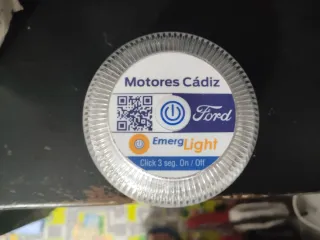 Motores Cádiz
Ford
EmergLight
Click 3 seg. On / Off